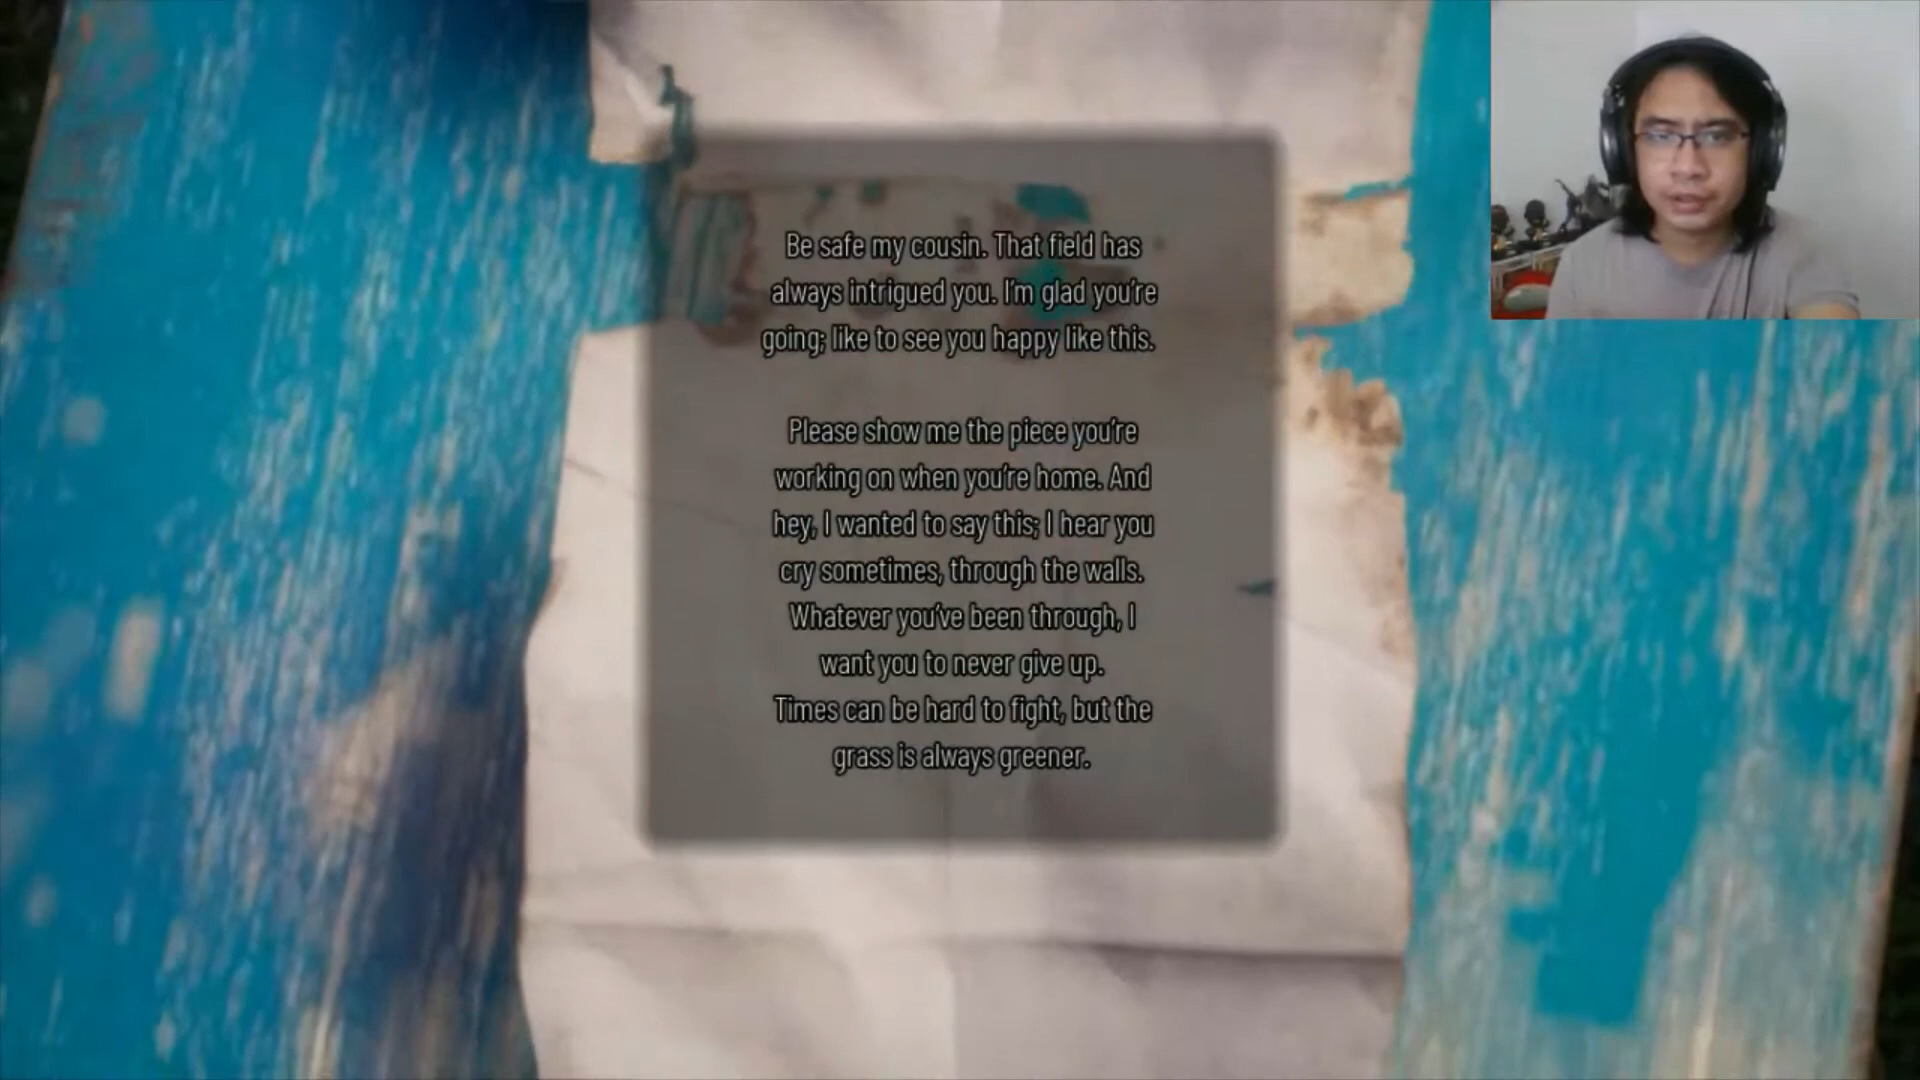 Be safe my cousin. That field has
always intrigued you. I'm glad you're
going; like to see you happy like this.
Please show me the piece you're
working on when you're home. And
hey, I wanted to say this; I hear you
cry sometimes, through the walls.
Whatever you've been through, I
want you to never give up.
Times can be hard to fight, but the
grass is always greener.